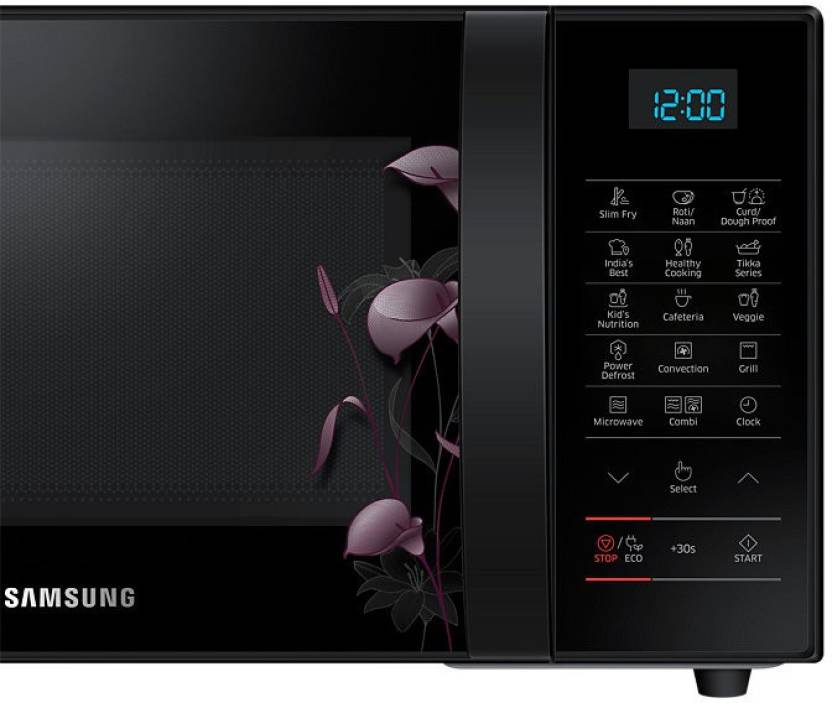 12:00
Slim Fry
Roti/
Naan
Curd/
Dough Proof
India's
Best
Healthy
Cooking
Tikka
Series
Kid's
Nutrition
Cafeteria
Veggie
Power
Defrost
Convection
Grill
Microwave
Combi
Clock
Select
STOP / ECO
+30s
START
SAMSUNG